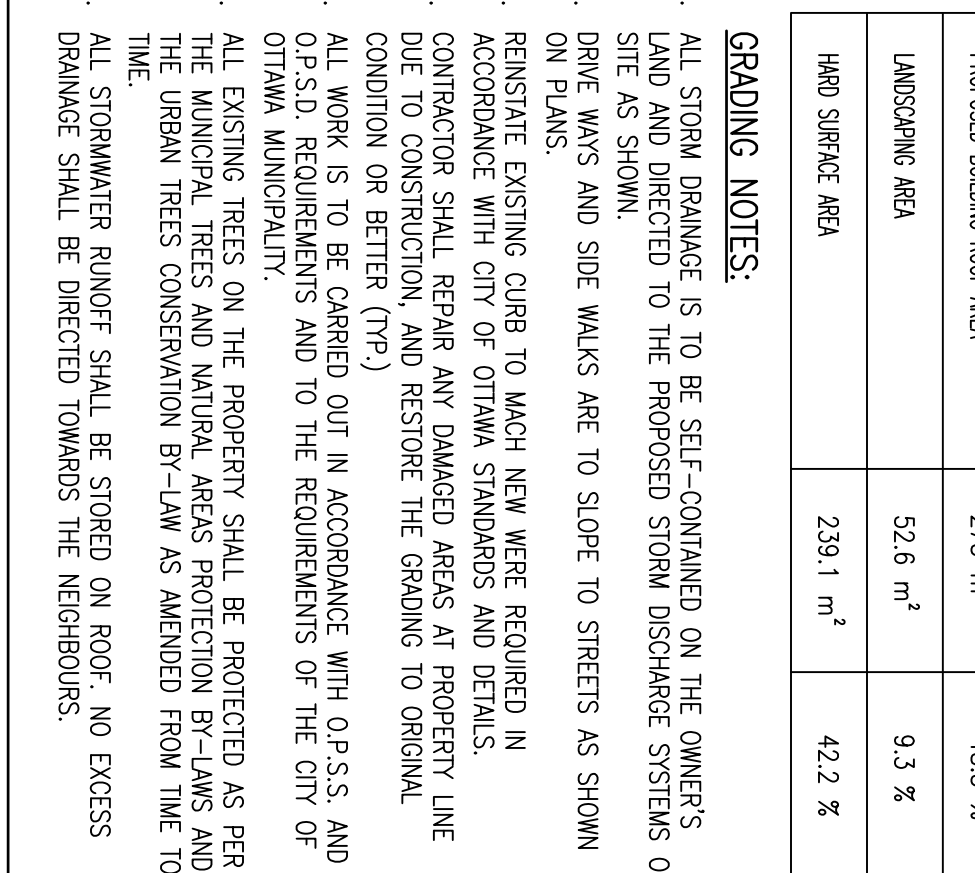 LANDSCAPING AREA 52.6 m² 9.3 %
HARD SURFACE AREA 239.1 m² 42.2 %
GRADING NOTES:
ALL STORM DRAINAGE IS TO BE SELF-CONTAINED ON THE OWNER'S
LAND AND DIRECTED TO THE PROPOSED STORM DISCHARGE SYSTEMS
SITE AS SHOWN.
DRIVE WAYS AND SIDE WALKS ARE TO SLOPE TO STREETS AS SHOWN
ON PLANS.
REINSTATE EXISTING CURB TO MACH NEW WERE REQUIRED IN
ACCORDANCE WITH CITY OF OTTAWA STANDARDS AND DETAILS.
CONTRACTOR SHALL REPAIR ANY DAMAGED AREAS AT PROPERTY LINE
DUE TO CONSTRUCTION, AND RESTORE THE GRADING TO ORIGINAL
CONDITION OR BETTER (TYP.)
ALL WORK IS TO BE CARRIED OUT IN ACCORDANCE WITH O.P.S.S. AND
O.P.S.D. REQUIREMENTS AND TO THE REQUIREMENTS OF THE CITY OF
OTTAWA MUNICIPALITY.
ALL EXISTING TREES ON THE PROPERTY SHALL BE PROTECTED AS PER
THE MUNICIPAL TREES AND NATURAL AREAS PROTECTION BY-LAWS AND
THE URBAN TREES CONSERVATION BY-LAW AS AMENDED FROM TIME TO
TIME.
ALL STORMWATER RUNOFF SHALL BE STORED ON ROOF. NO EXCESS
DRAINAGE SHALL BE DIRECTED TOWARDS THE NEIGHBOURS.